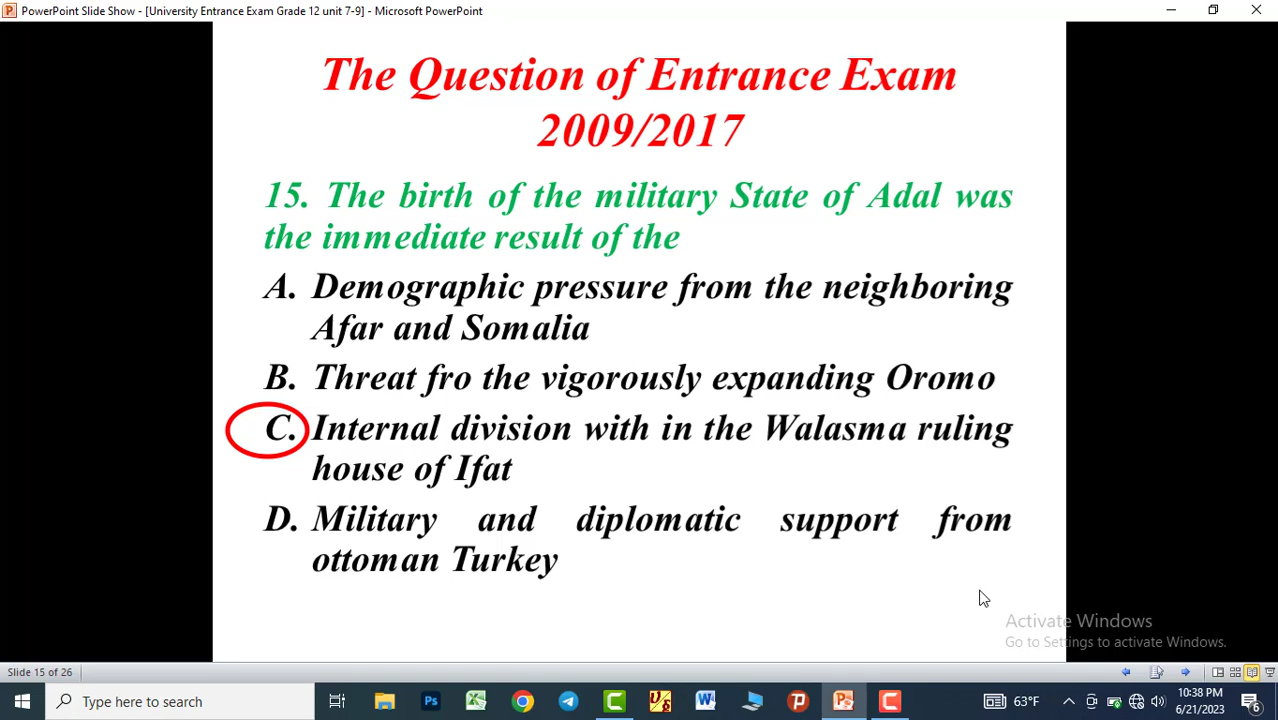 PowerPoint Slide Show - [University Entrance Exam Grade 12 unit 7-9] - Microsoft PowerPoint
The Question of Entrance Exam
2009/2017
15. The birth of the military State of Adal was
the immediate result of the
A. Demographic pressure from the neighboring
Afar and Somalia
B. Threat fro the vigorously expanding Oromo
C. Internal division with in the Walasma ruling
house of Ifat
D. Military and diplomatic support from
ottoman Turkey
Activate Windows
Go to Settings to activate Windows.
Slide 15 of 26
Type here to search
63°F
10:38 PM
6/21/2023
6